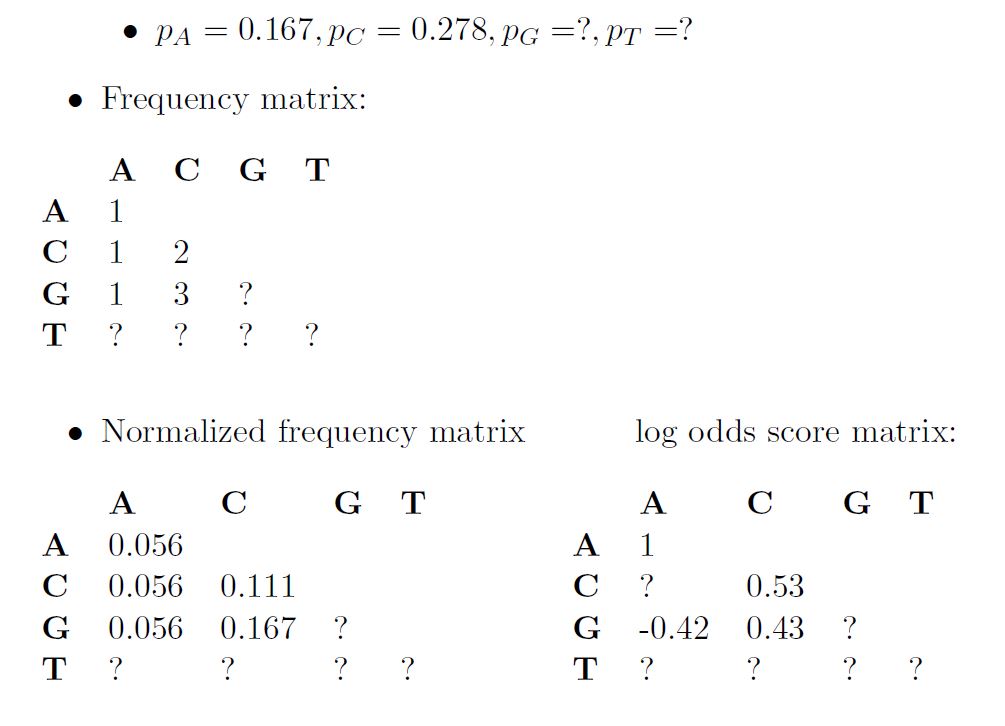 • p_A = 0.167, p_C = 0.278, p_G =?, p_T =?
• Frequency matrix:
A C G T
A 1
C 1 2
G 1 3 ?
T ? ? ? ?
• Normalized frequency matrix log odds score matrix:
A C G T A C G T
A 0.056 A 1
C 0.056 0.111 C ? 0.53
G 0.056 0.167 ? G -0.42 0.43 ?
T ? ? ? ? T ? ? ? ?